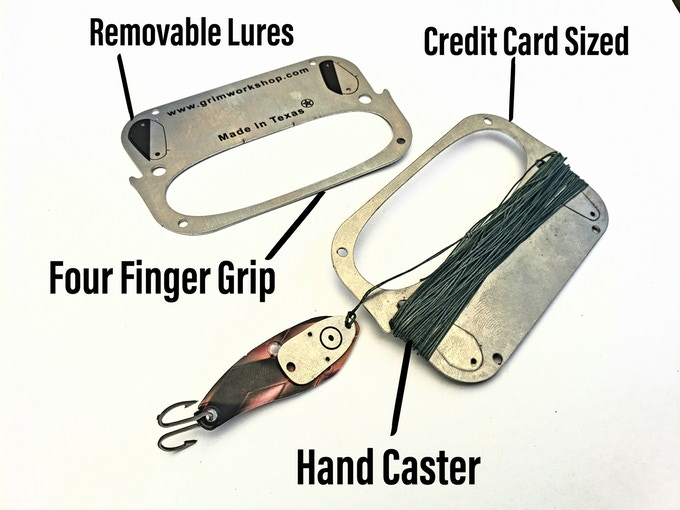 Removable Lures
Credit Card Sized
www.grimworkshop.com
Made in Texas
Four Finger Grip
Hand Caster